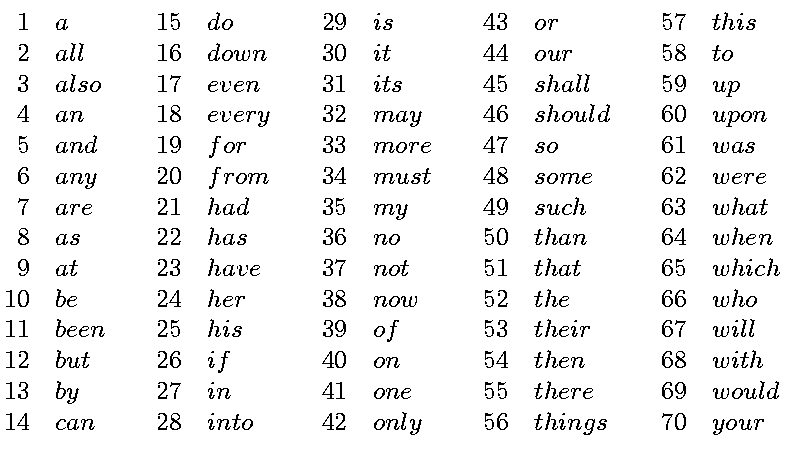 1 a 15 do 29 is 43 or 57 this
2 all 16 down 30 it 44 our 58 to
3 also 17 even 31 its 45 shall 59 up
4 an 18 every 32 may 46 should 60 upon
5 and 19 for 33 more 47 so 61 was
6 any 20 from 34 must 48 some 62 were
7 are 21 had 35 my 49 such 63 what
8 as 22 has 36 no 50 than 64 when
9 at 23 have 37 not 51 that 65 which
10 be 24 her 38 now 52 the 66 who
11 been 25 his 39 of 53 their 67 will
12 but 26 if 40 on 54 then 68 with
13 by 27 in 41 one 55 there 69 would
14 can 28 into 42 only 56 things 70 your